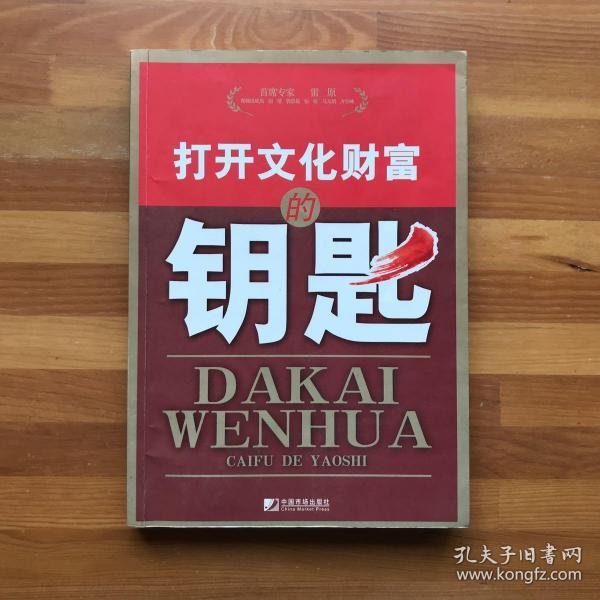 首席专家 雷原
打开文化财富
的
钥匙
DAKAI
WENHUA
CAIFU DE YAOSHI
中国市场出版社
China Market Press
孔夫子旧书网
www.kongfz.com